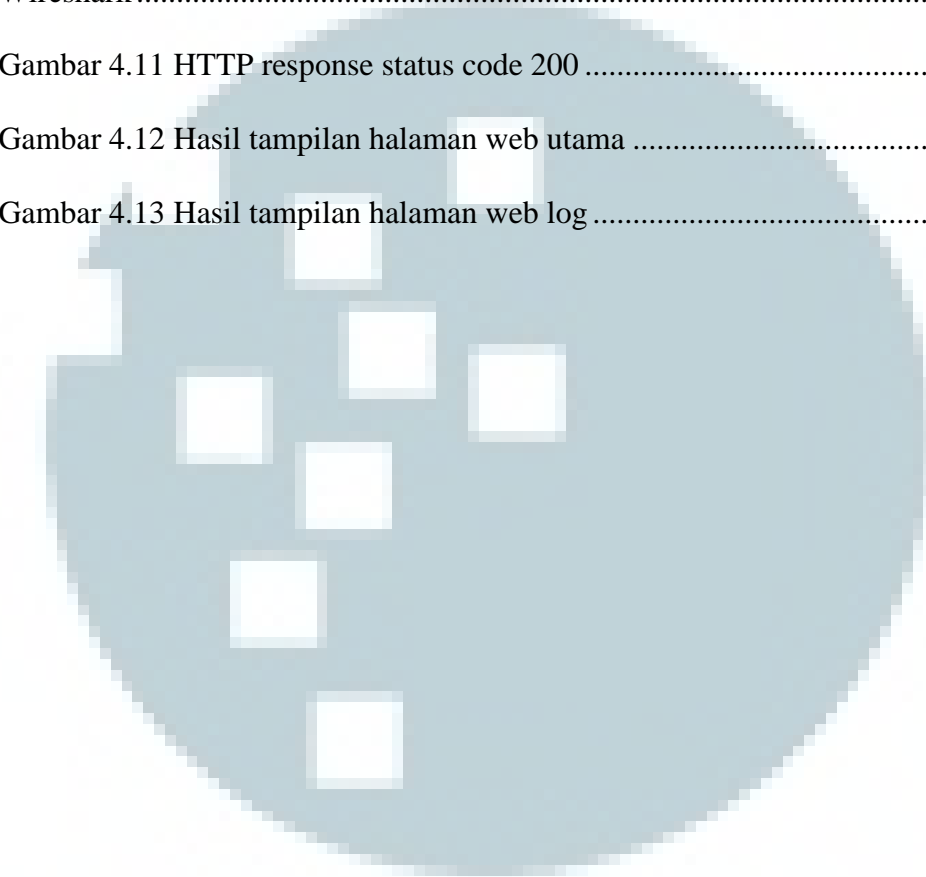 Wireshark ....................................................................................................
Gambar 4.11 HTTP response status code 200 ...........................................
Gambar 4.12 Hasil tampilan halaman web utama .....................................
Gambar 4.13 Hasil tampilan halaman web log ..........................................